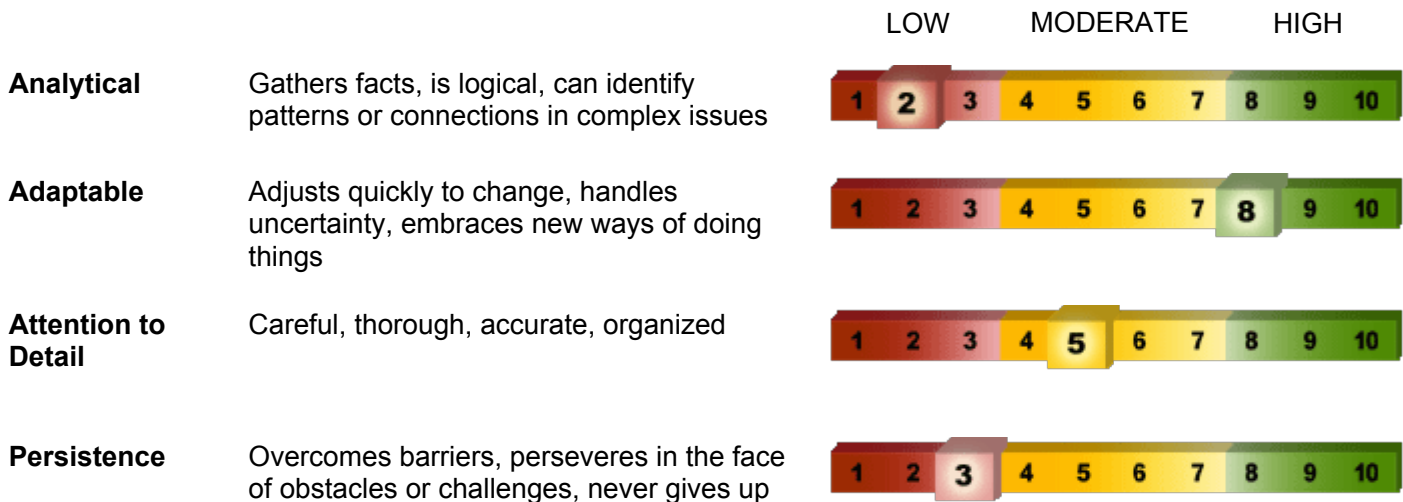 LOW MODERATE HIGH
Analytical Gathers facts, is logical, can identify 1 2 3 4 5 6 7 8 9 10
patterns or connections in complex issues
Adaptable Adjusts quickly to change, handles 1 2 3 4 5 6 7 8 9 10
uncertainty, embraces new ways of doing
things
Attention to Careful, thorough, accurate, organized 1 2 3 4 5 6 7 8 9 10
Detail
Persistence Overcomes barriers, perseveres in the face 1 2 3 4 5 6 7 8 9 10
of obstacles or challenges, never gives up